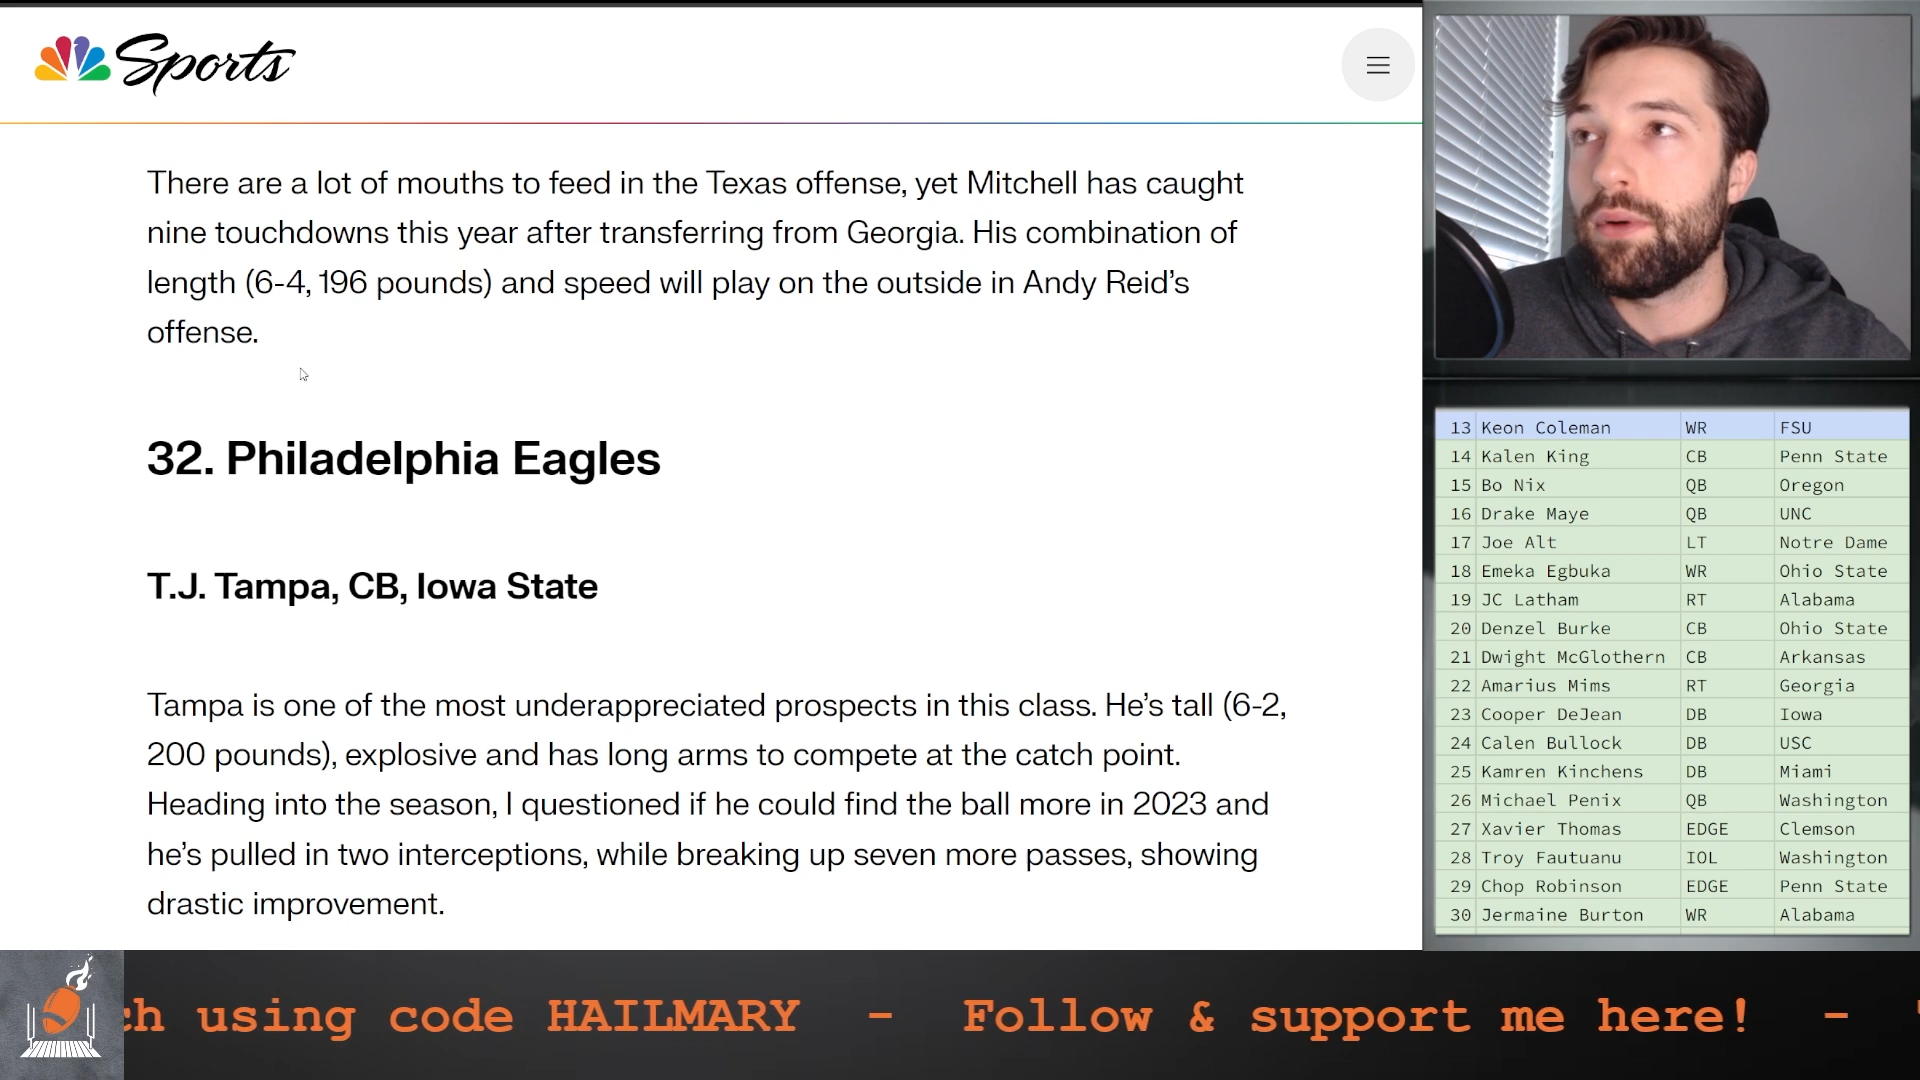 Sports
There are a lot of mouths to feed in the Texas offense, yet Mitchell has caught
nine touchdowns this year after transferring from Georgia. His combination of
length (6-4, 196 pounds) and speed will play on the outside in Andy Reid's
offense.
32. Philadelphia Eagles
T.J. Tampa, CB, Iowa State
Tampa is one of the most underappreciated prospects in this class. He's tall (6-2,
200 pounds), explosive and has long arms to compete at the catch point.
Heading into the season, I questioned if he could find the ball more in 2023 and
he's pulled in two interceptions, while breaking up seven more passes, showing
drastic improvement.
13 Keon Coleman WR FSU
14 Kalen King CB Penn State
15 Bo Nix QB Oregon
16 Drake Maye QB UNC
17 Joe Alt LT Notre Dame
18 Emeka Egbuka WR Ohio State
19 JC Latham RT Alabama
20 Denzel Burke CB Ohio State
21 Dwight McGlothern CB Arkansas
22 Amarius Mims RT Georgia
23 Cooper DeJean DB Iowa
24 Calen Bullock DB USC
25 Kamren Kinchens DB Miami
26 Michael Penix QB Washington
27 Xavier Thomas EDGE Clemson
28 Troy Fautuanu IOL Washington
29 Chop Robinson EDGE Penn State
30 Jermaine Burton WR Alabama
using code HAILMARY - Follow & support me here! -